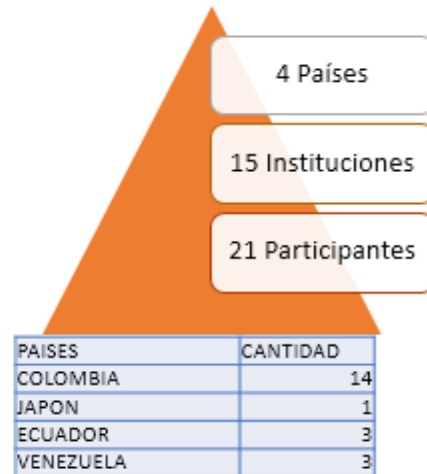 4 Países
15 Instituciones
21 Participantes
PAISES CANTIDAD
COLOMBIA 14
JAPON 1
ECUADOR 3
VENEZUELA 3